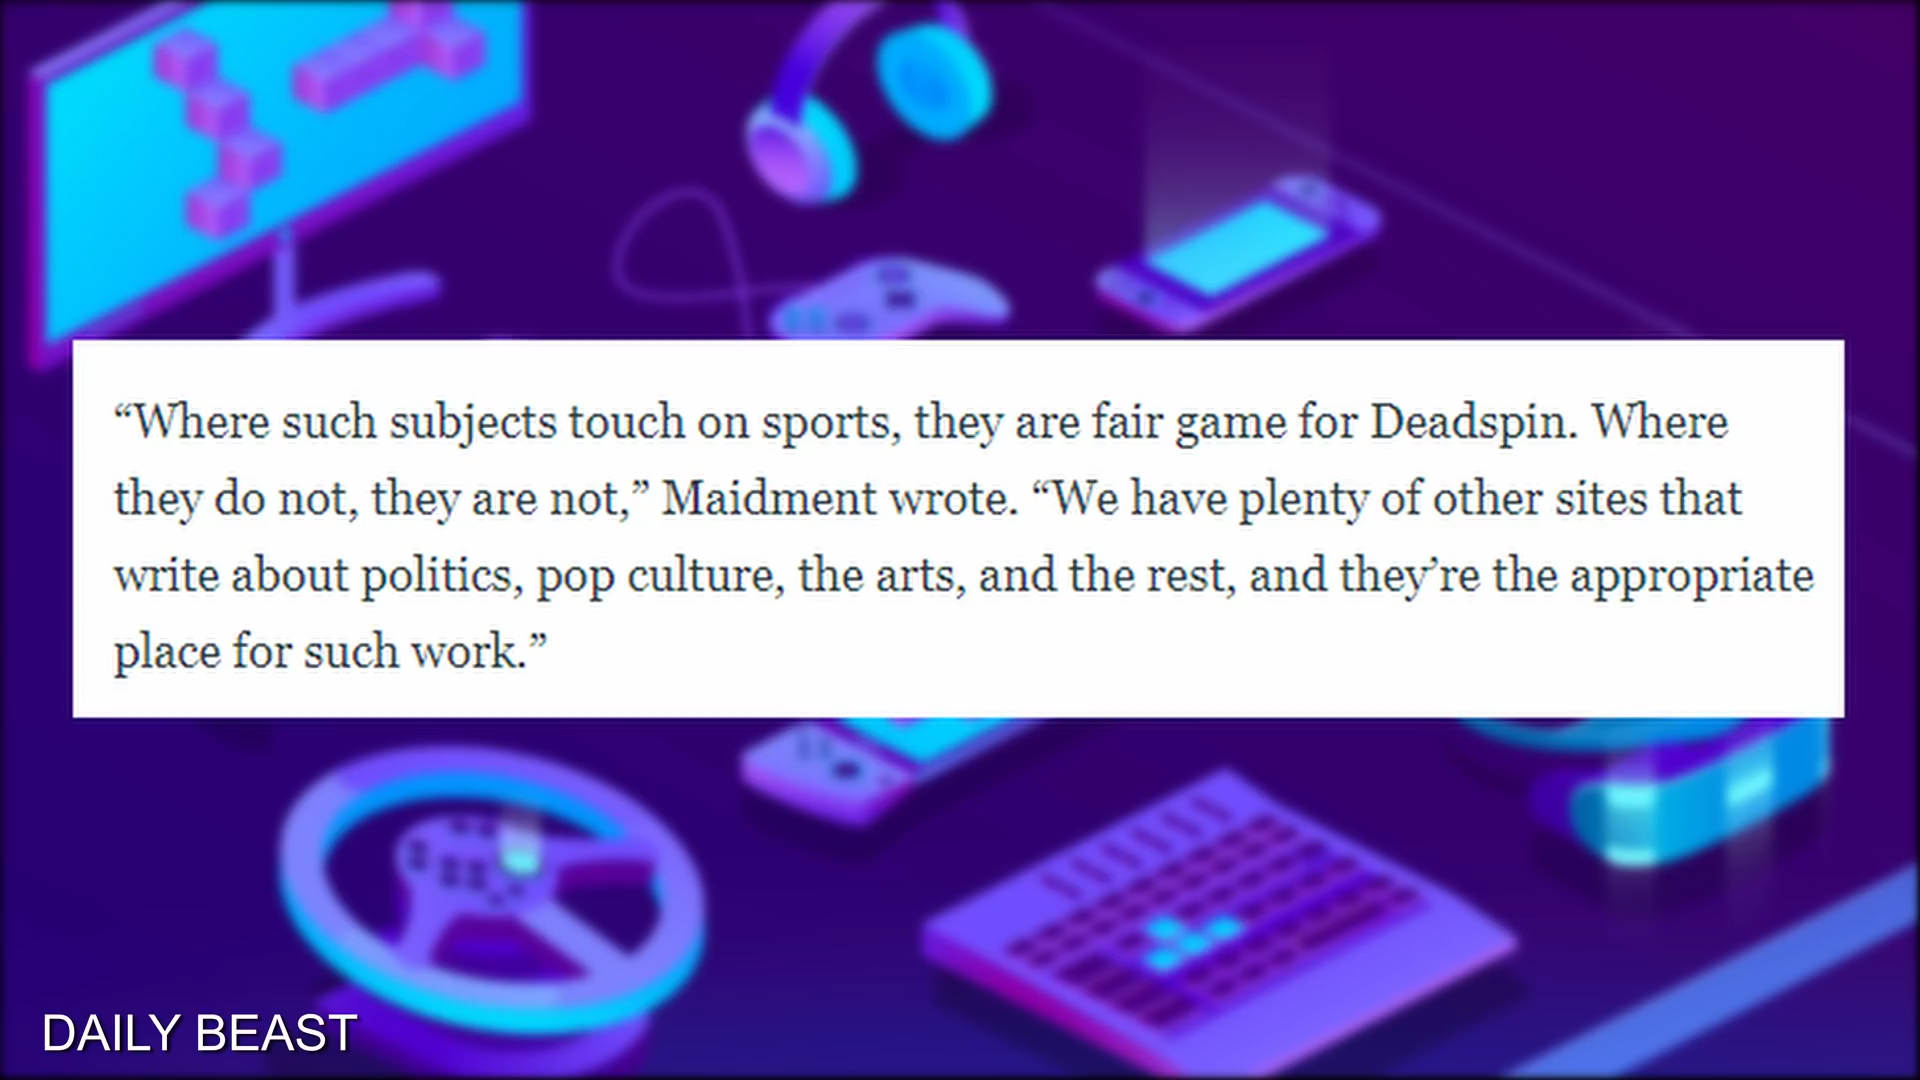 “Where such subjects touch on sports, they are fair game for Deadspin. Where
they do not, they are not,” Maidment wrote. “We have plenty of other sites that
write about politics, pop culture, the arts, and the rest, and they’re the appropriate
place for such work.”
DAILY BEAST